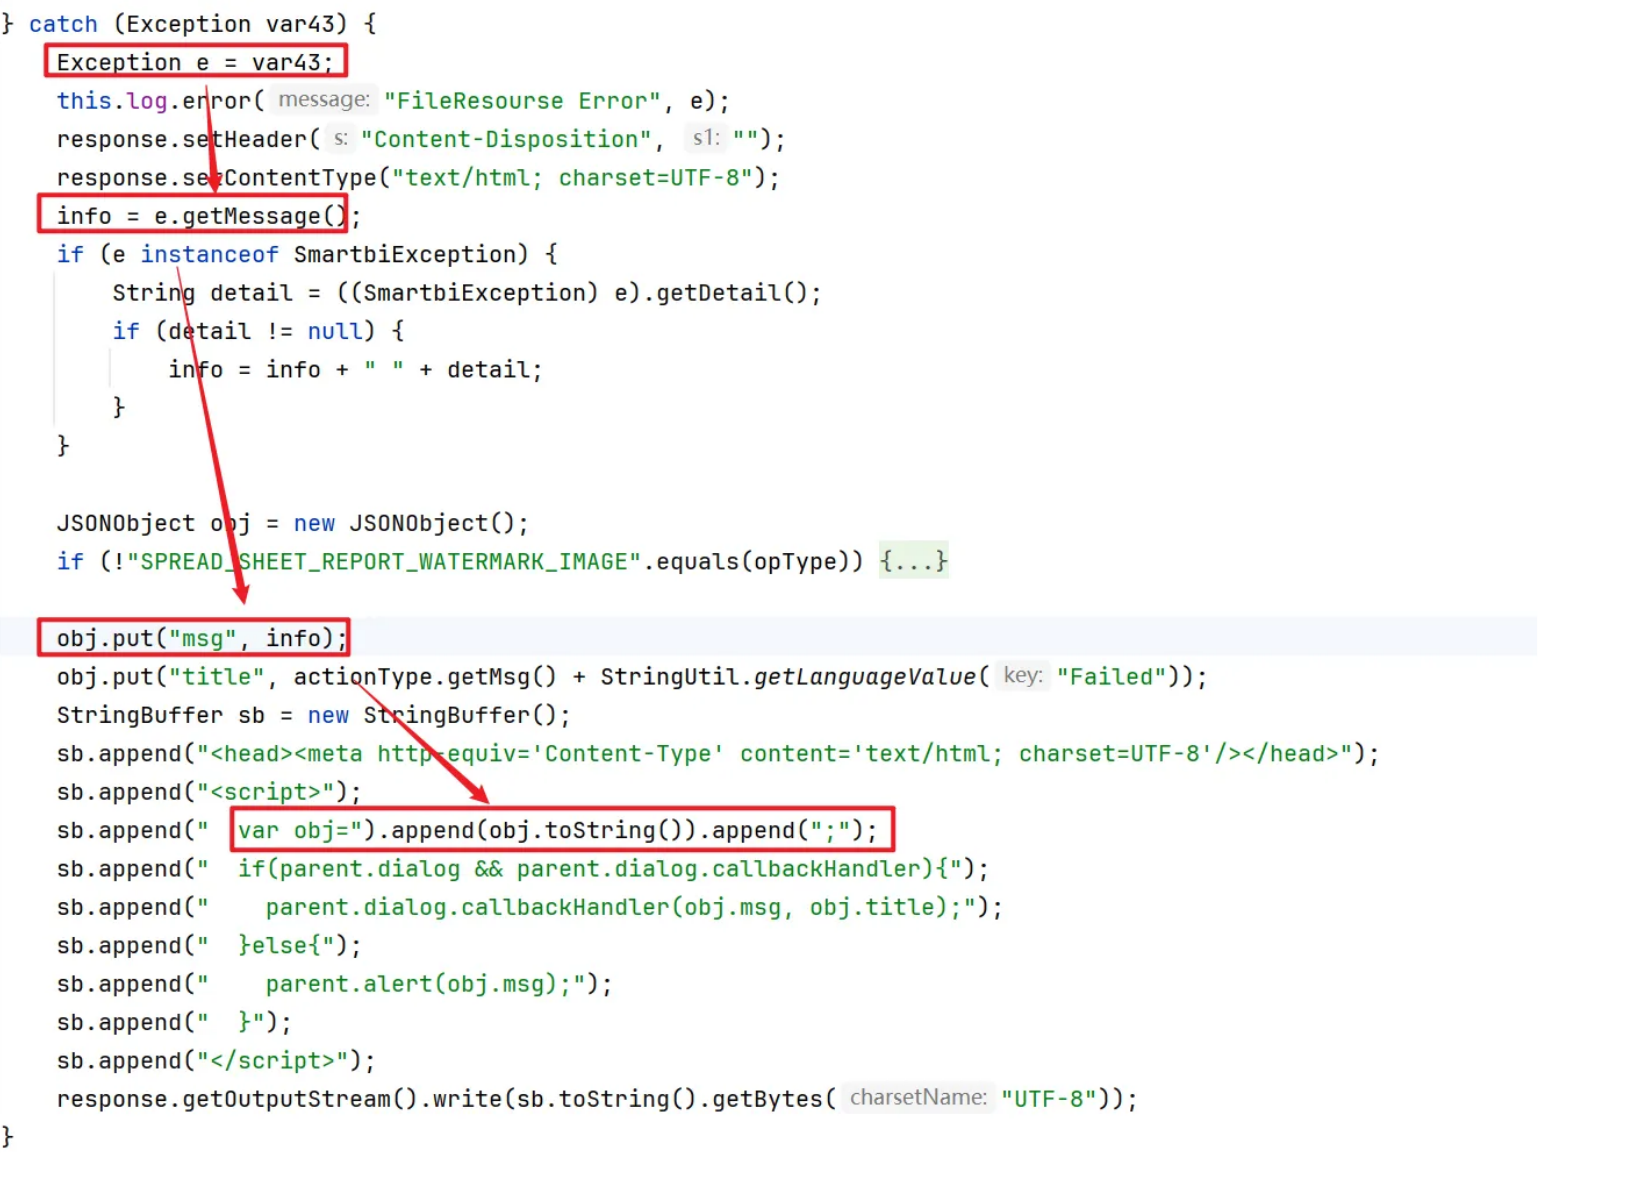 } catch (Exception var43) {
    Exception e = var43;
    this.log.error( message: "FileResourse Error", e);
    response.setHeader( s: "Content-Disposition", s1: "");
    response.setContentType("text/html; charset=UTF-8");
    info = e.getMessage();
    if (e instanceof SmartbiException) {
        String detail = ((SmartbiException) e).getDetail();
        if (detail != null) {
            info = info + " " + detail;
        }
    }
    JSONObject obj = new JSONObject();
    if (!"SPREAD_SHEET_REPORT_WATERMARK_IMAGE".equals(opType)) {...}
    obj.put("msg", info);
    obj.put("title", actionType.getMsg() + StringUtil.getLanguageValue( key: "Failed"));
    StringBuffer sb = new StringBuffer();
    sb.append("<head><meta http-equiv='Content-Type' content='text/html; charset=UTF-8'/></head>");
    sb.append("<script>");
    sb.append("  var obj=").append(obj.toString()).append(";");
    sb.append("  if(parent.dialog && parent.dialog.callbackHandler){");
    sb.append("    parent.dialog.callbackHandler(obj.msg, obj.title);");
    sb.append("  }else{");
    sb.append("    parent.alert(obj.msg);");
    sb.append("  }");
    sb.append("</script>");
    response.getOutputStream().write(sb.toString().getBytes( charsetName: "UTF-8"));
}